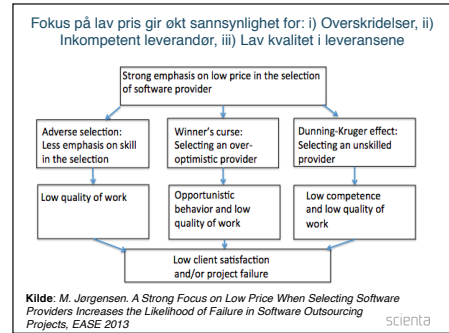 Fokus på lav pris gir økt sannsynlighet for: i) Overskridelser, ii)
Inkompetent leverandør, iii) Lav kvalitet i leveransene
Strong emphasis on low price in the selection
of software provider
Adverse selection:
Less emphasis on skill
in the selection
Winner's curse:
Selecting an over-
optimistic provider
Dunning-Kruger effect:
Selecting an unskilled
provider
Low quality of work
Opportunistic
behavior and low
quality of work
Low competence
and low quality of
work
Low client satisfaction
and/or project failure
Kilde: M. Jørgensen. A Strong Focus on Low Price When Selecting Software
Providers Increases the Likelihood of Failure in Software Outsourcing
Projects, EASE 2013
scienta